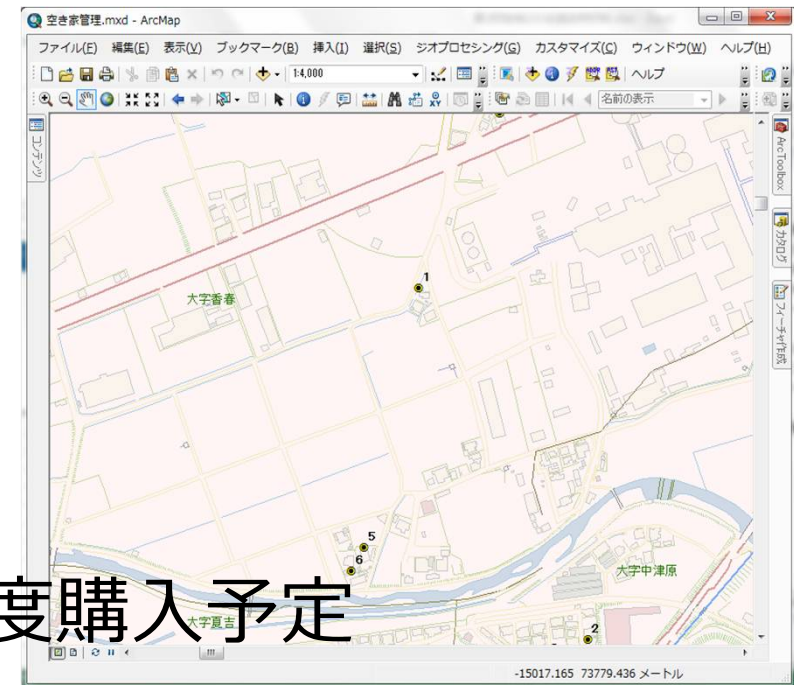 空き家管理.mxd - ArcMap
ファイル(F) 編集(E) 表示(V) ブックマーク(B) 挿入(I) 選択(S) ジオプロセシング(G) カスタマイズ(C) ウィンドウ(W) ヘルプ(H)
1:4,000 ヘルプ
名前の表示
コンテンツ
ArcToolbox
カタログ
フィーチャ作成
1
大字香春
5
6
大字中津原
度購入予定
大字夏吉
2
-15017.165 73779.436 メートル